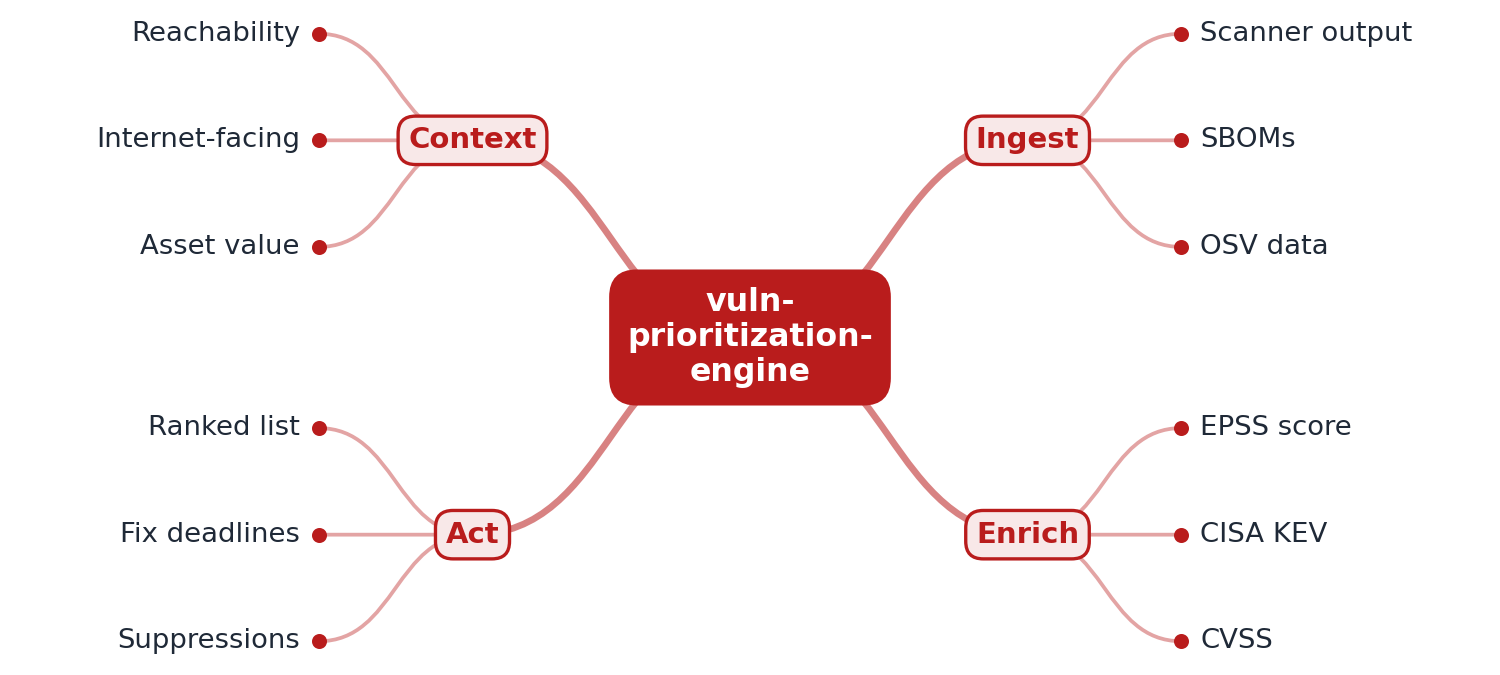 Reachability
Internet-facing
Asset value
Context
Scanner output
SBOMs
OSV data
Ingest
vuln-
prioritization-
engine
Ranked list
Fix deadlines
Suppressions
Act
EPSS score
CISA KEV
CVSS
Enrich